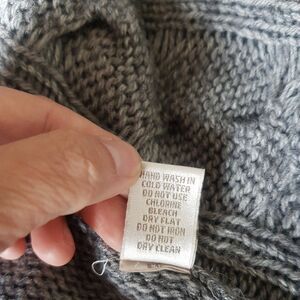 HAND WASH IN
COLD WATER
DO NOT USE
CHLORINE
BLEACH
DRY FLAT
DO NOT IRON
DO NOT
DRY CLEAN